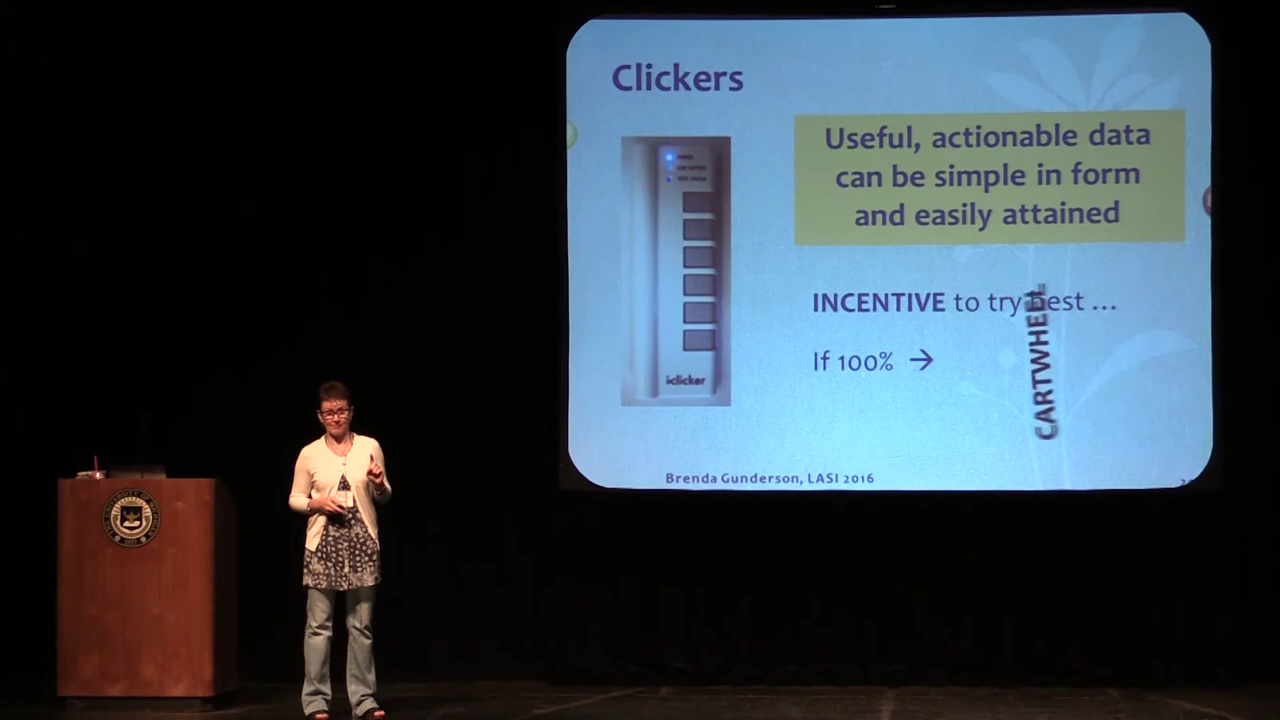 Clickers
Useful, actionable data
can be simple in form
and easily attained
INCENTIVE to try best …
If 100% →
CARTWHEEL
iclicker
Brenda Gunderson, LASI 2016